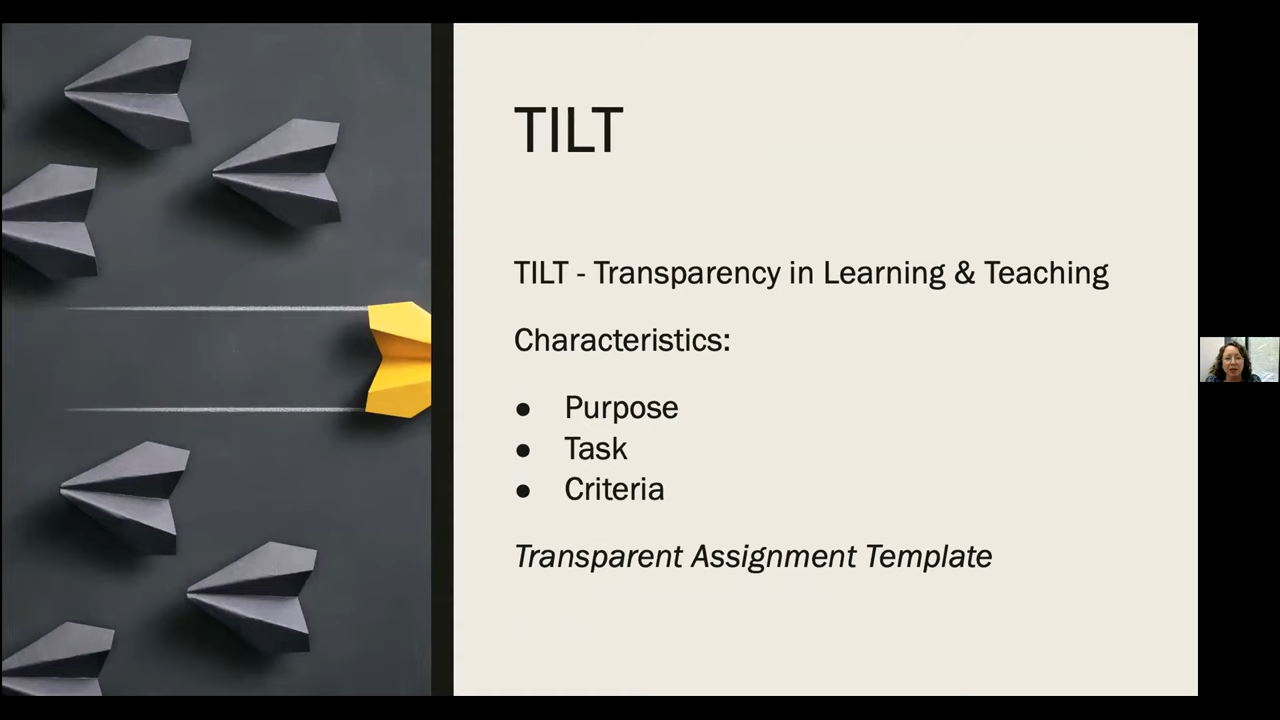 TILT
TILT - Transparency in Learning & Teaching
Characteristics:
● Purpose
● Task
● Criteria
Transparent Assignment Template